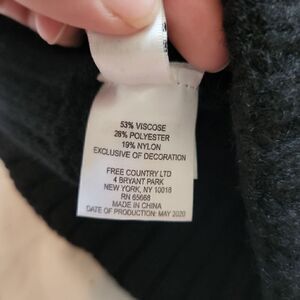 53% VISCOSE
28% POLYESTER
19% NYLON
EXCLUSIVE OF DECORATION
FREE COUNTRY LTD
4 BRYANT PARK
NEW YORK, NY 10018
RN 65668
MADE IN CHINA
DATE OF PRODUCTION: MAY 2020